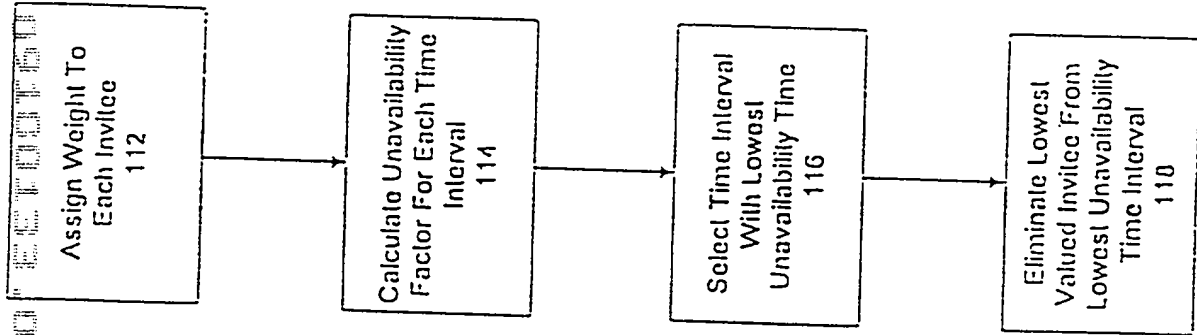 Assign Weight To
Each Invitee
112
Calculate Unavailability
Factor For Each Time
Interval
114
Select Time Interval
With Lowest
Unavailability Time
116
Eliminate Lowest
Valued Invitee From
Lowest Unavailability
Time Interval
118